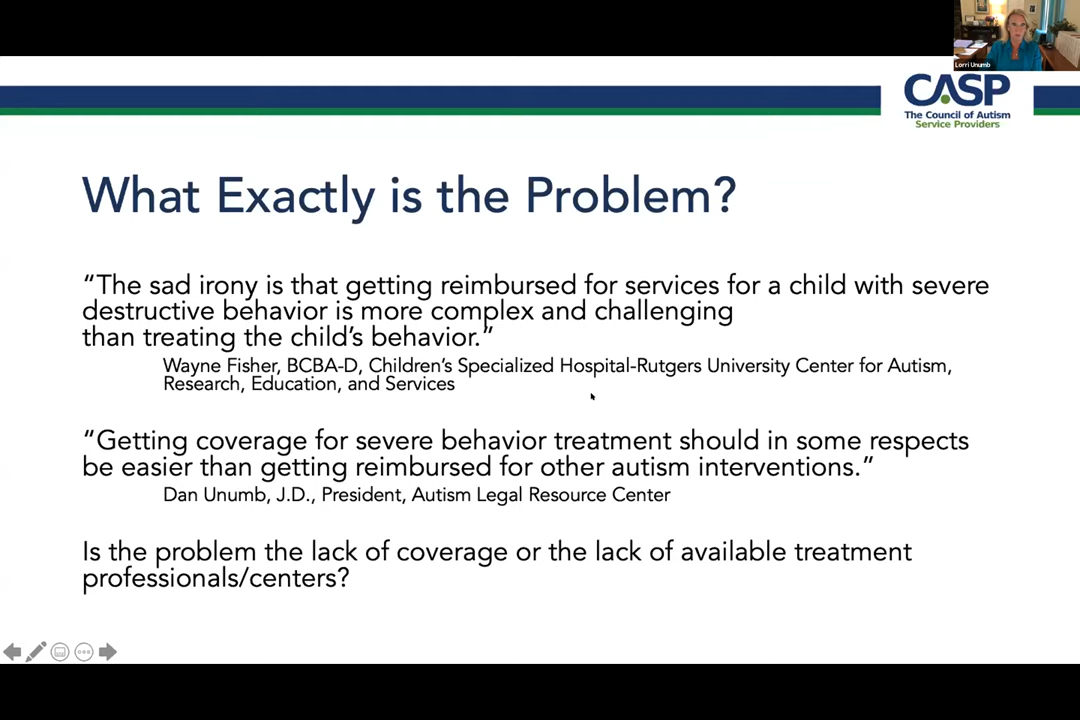 Lorri Unumb
CASP
The Council of Autism
Service Providers
What Exactly is the Problem?
“The sad irony is that getting reimbursed for services for a child with severe
destructive behavior is more complex and challenging
than treating the child’s behavior.”
Wayne Fisher, BCBA-D, Children’s Specialized Hospital-Rutgers University Center for Autism,
Research, Education, and Services
“Getting coverage for severe behavior treatment should in some respects
be easier than getting reimbursed for other autism interventions.”
Dan Unumb, J.D., President, Autism Legal Resource Center
Is the problem the lack of coverage or the lack of available treatment
professionals/centers?